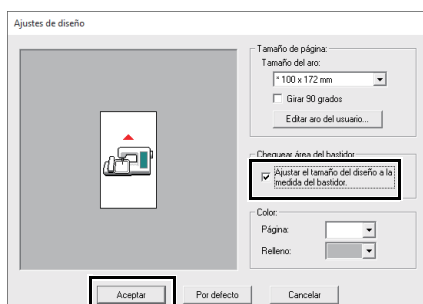 Ajustes de diseño
Tamaño de página:
Tamaño del aro:
* 100 x 172 mm
Girar 90 grados
Editar aro del usuario...
Chequear área del bastidor
Ajustar el tamaño del diseño a la
medida del bastidor.
Color:
Página:
Relleno:
Aceptar
Por defecto
Cancelar